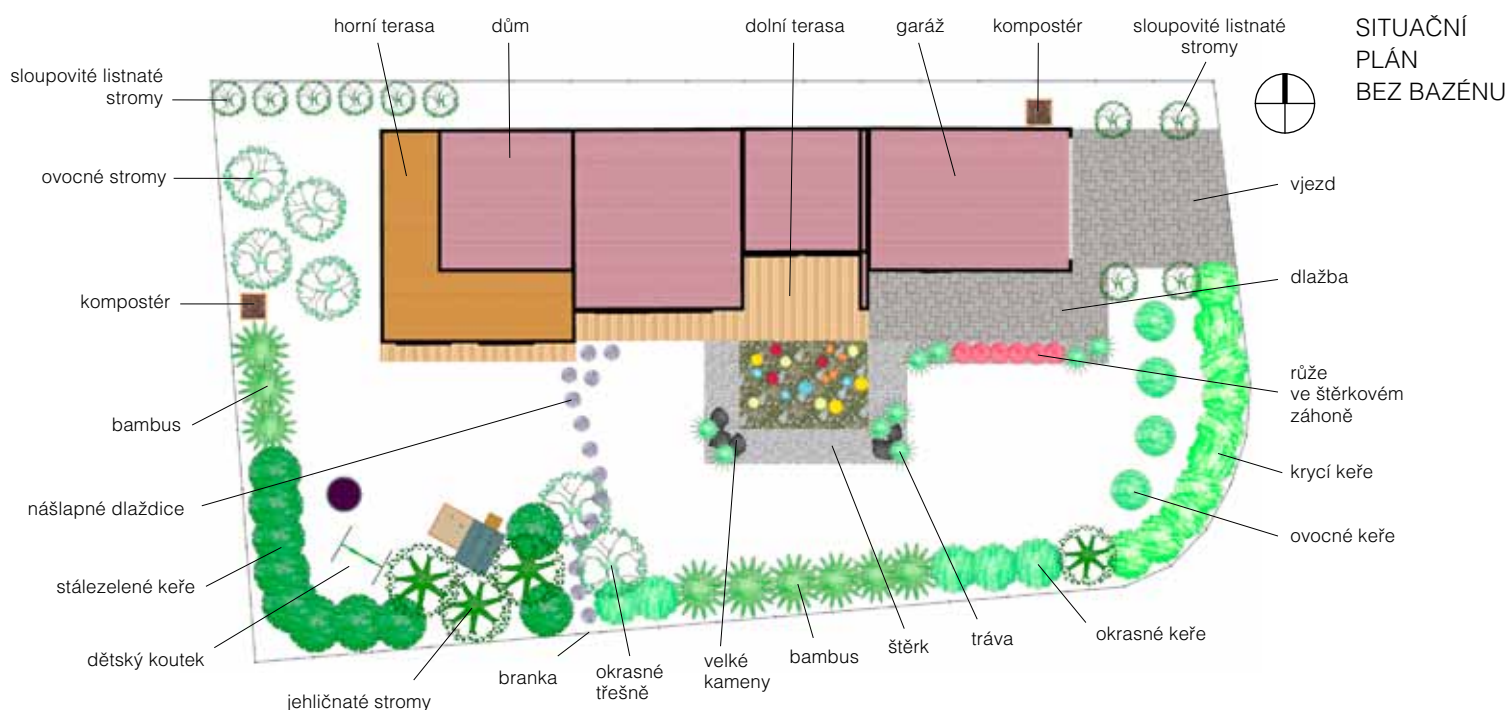 horní terasa
dům
dolní terasa
garáž
kompostér
sloupovité listnaté
stromy
SITUAČNÍ
PLÁN
BEZ BAZÉNU
sloupovité listnaté
stromy
ovocné stromy
kompostér
bambus
nášlapné dlaždice
stálezelené keře
dětský koutek
jehličnaté stromy
branka
okrasné
třešně
velké
kameny
bambus
štěrk
tráva
okrasné keře
ovocné keře
krycí keře
růže
ve štěrkovém
záhoně
dlažba
vjezd